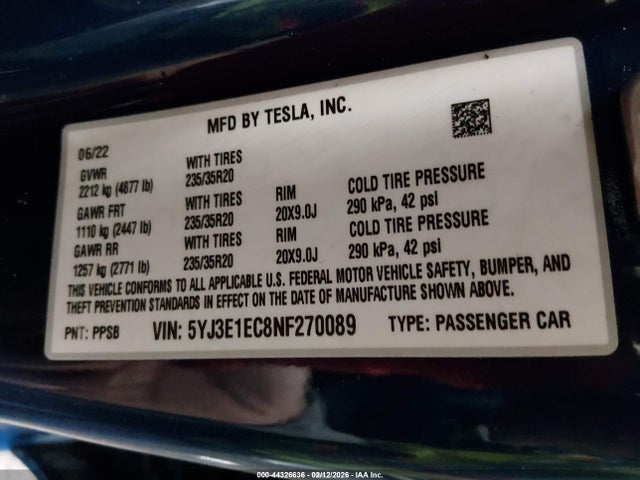 MFD BY TESLA, INC.
06/22
GVWR WITH TIRES
2212 kg (4877 lb) 235/35R20
GAWR FRT WITH TIRES RIM COLD TIRE PRESSURE
1110 kg (2447 lb) 235/35R20 20X9.0J 290 kPa, 42 psi
GAWR RR WITH TIRES RIM COLD TIRE PRESSURE
1257 kg (2771 lb) 235/35R20 20X9.0J 290 kPa, 42 psi
THIS VEHICLE CONFORMS TO ALL APPLICABLE U.S. FEDERAL MOTOR VEHICLE SAFETY, BUMPER, AND
THEFT PREVENTION STANDARDS IN EFFECT ON THE DATE OF MANUFACTURE SHOWN ABOVE.
PNT: PPSB VIN: 5YJ3E1EC8NF270089 TYPE: PASSENGER CAR
000-44326636 - 02/12/2026 - IAA Inc.